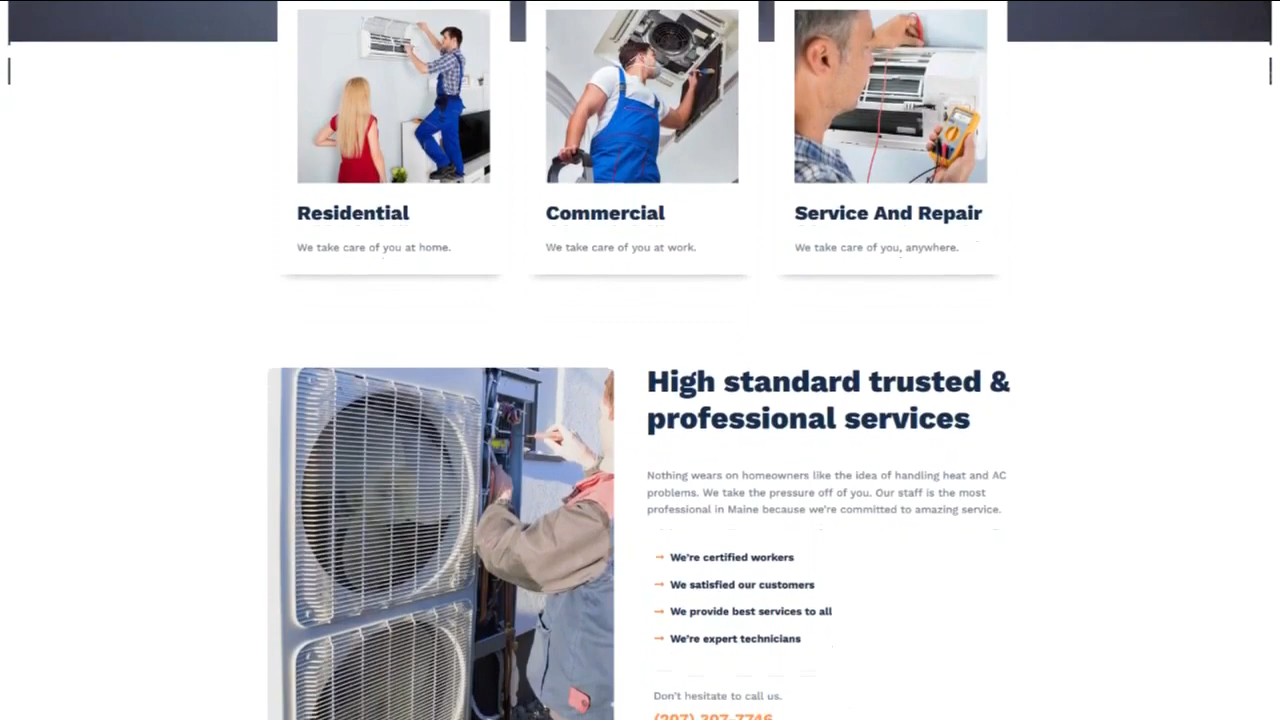 Residential
We take care of you at home.
Commercial
We take care of you at work.
Service And Repair
We take care of you, anywhere.
High standard trusted &
professional services
Nothing wears on homeowners like the idea of handling heat and AC
problems. We take the pressure off of you. Our staff is the most
professional in Maine because we're committed to amazing service.
→ We're certified workers
→ We satisfied our customers
→ We provide best services to all
→ We're expert technicians
Don't hesitate to call us.
(207) 307-7746